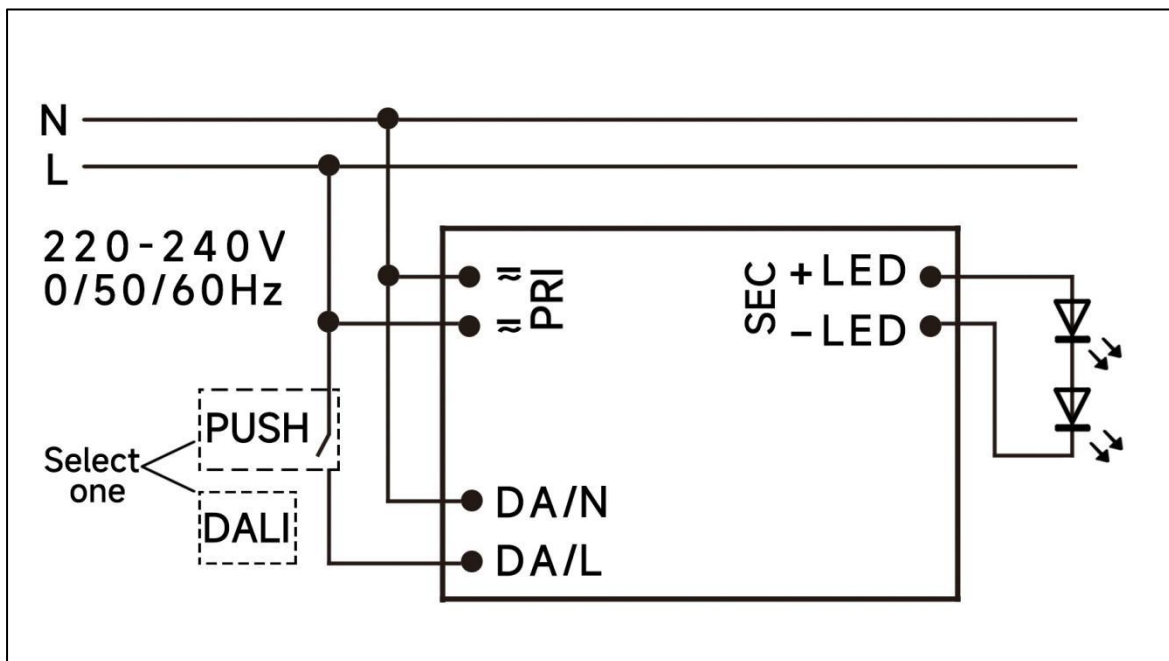 N
L
220-240V
0/50/60Hz
≂
PRI
≂
SEC
+LED
-LED
PUSH
Select
one
DALI
DA/N
DA/L